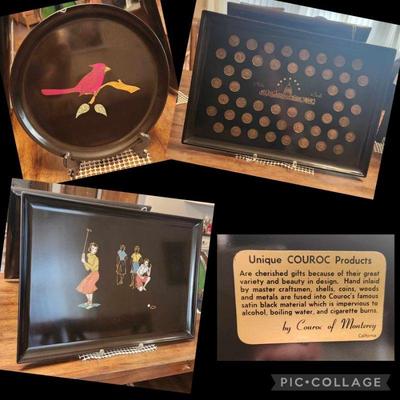 Unique COUROC Products
Are cherished gifts because of their great
variety and beauty in design. Hand inlaid
by master craftsmen, shells, coins, woods
and metals are fused into Couroc's famous
satin black material which is impervious to
alcohol, boiling water, and cigarette burns.
by Couroc of Monterey
California
PIC•COLLAGE